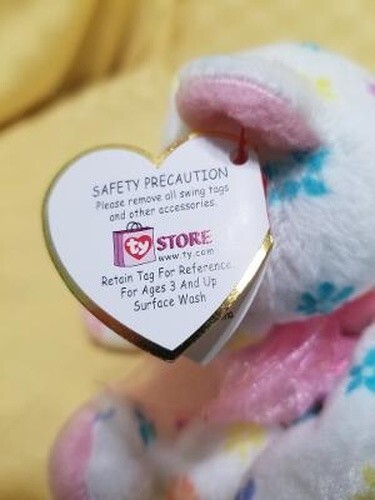 SAFETY PRECAUTION
Please remove all swing tags
and other accessories.
ty STORE
www.ty.com
Retain Tag For Reference.
For Ages 3 And Up
Surface Wash